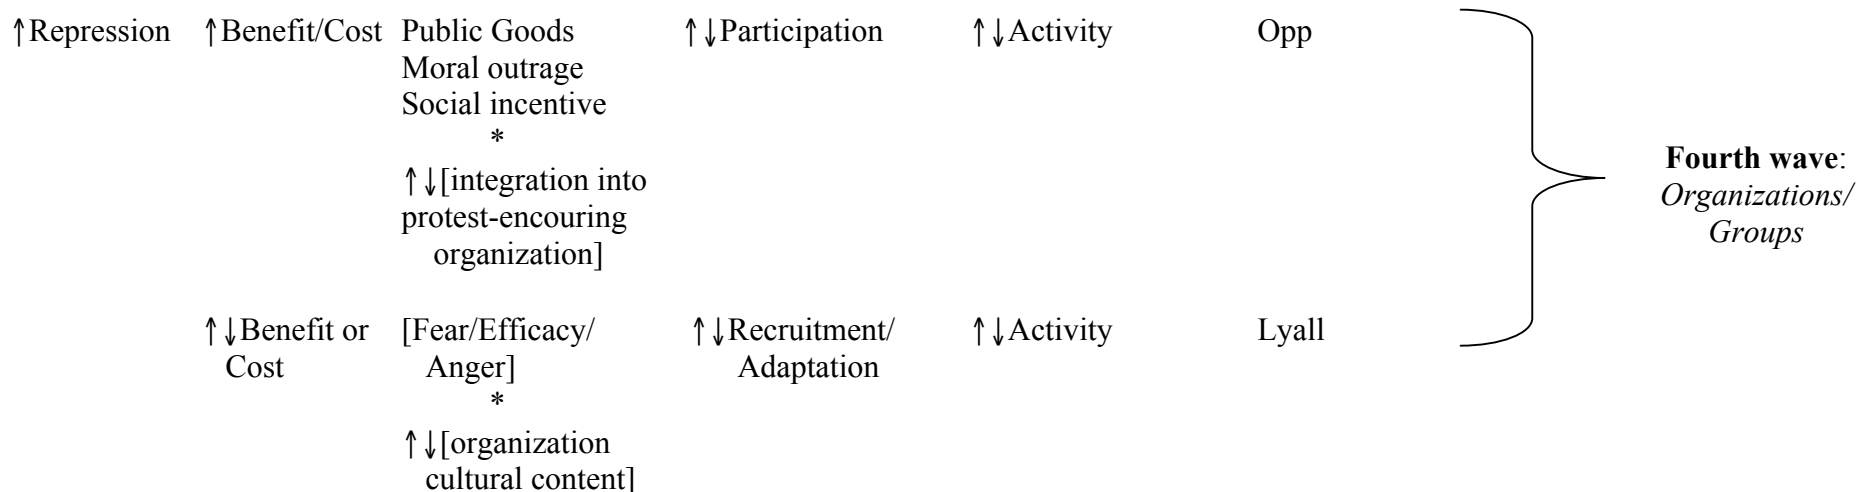 ↑Repression ↑Benefit/Cost Public Goods ↑↓Participation ↑↓Activity Opp
Moral outrage
Social incentive
*
↑↓[integration into
protest-encouring
organization]
Fourth wave:
Organizations/
Groups
↑↓Benefit or [Fear/Efficacy/ ↑↓Recruitment/ ↑↓Activity Lyall
Cost Anger] Adaptation
*
↑↓[organization
cultural content]